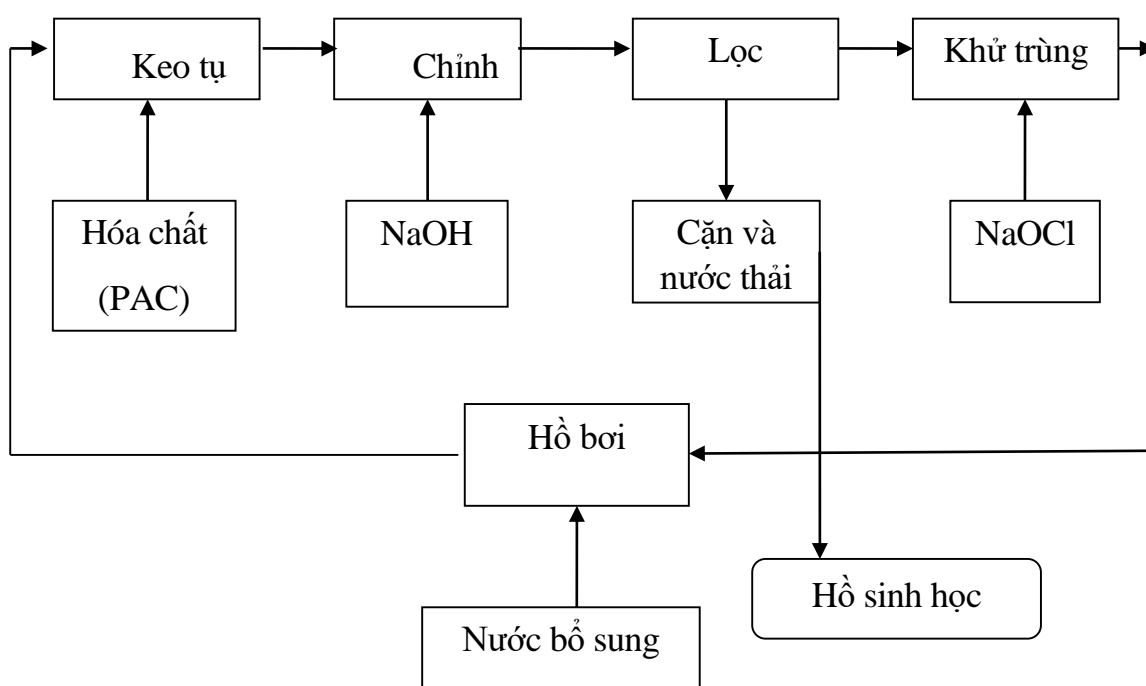 Keo tụ
Chỉnh
Lọc
Khử trùng
Hóa chất
(PAC)
NaOH
Cặn và
nước thải
NaOCl
Hồ bơi
Hồ sinh học
Nước bổ sung